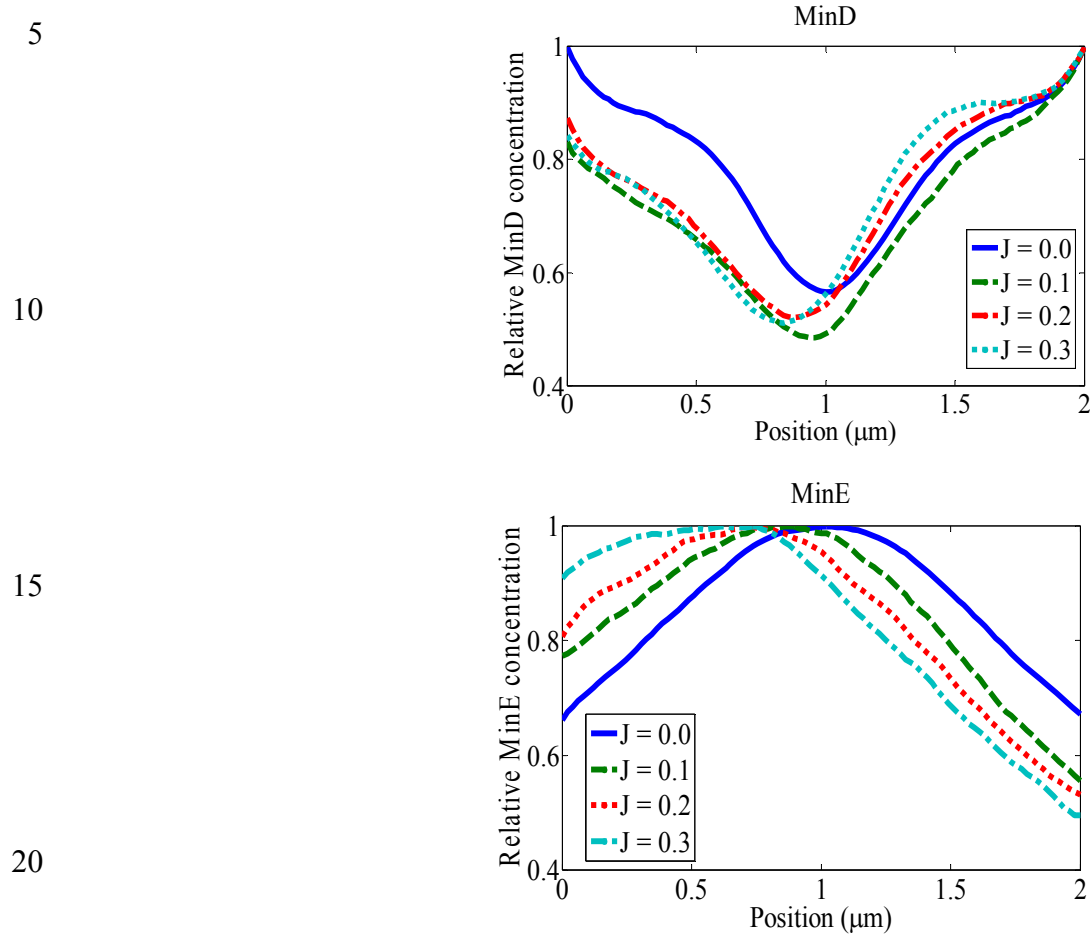 5
MinD
Relative MinD concentration
1
0.8
0.6
0.4
0
0.5
1
1.5
2
Position (μm)
J = 0.0
J = 0.1
J = 0.2
J = 0.3
10
MinE
Relative MinE concentration
1
0.8
0.6
0.4
0
0.5
1
1.5
2
Position (μm)
J = 0.0
J = 0.1
J = 0.2
J = 0.3
15
20